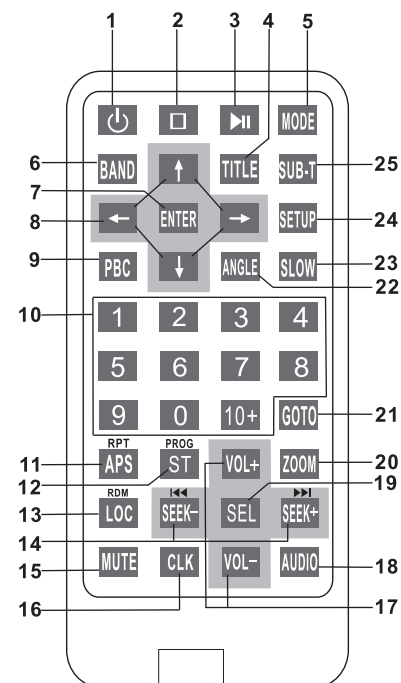 1 2 3 4 5
MODE
6 BAND TITLE SUB-T 25
7
8 ENTER SETUP 24
9 PBC ANGLE SLOW 23
22
10 1 2 3 4
5 6 7 8
9 0 10+ GOTO 21
RPT PROG
11 APS ST VOL+ ZOOM 20
12 19
RDM
13 LOC SEEK− SEL SEEK+
14
15 MUTE CLK VOL− AUDIO 18
16 17